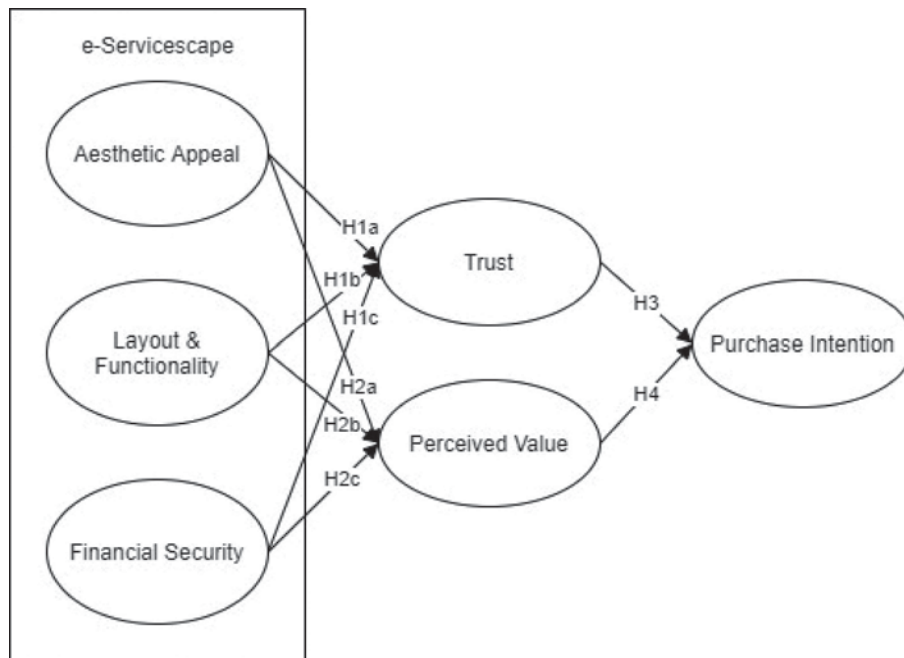 e-Servicescape
Aesthetic Appeal
H1a
Trust
H1b
H1c
H3
Layout &
Functionality
Purchase Intention
H2a
H4
H2b
Perceived Value
H2c
Financial Security